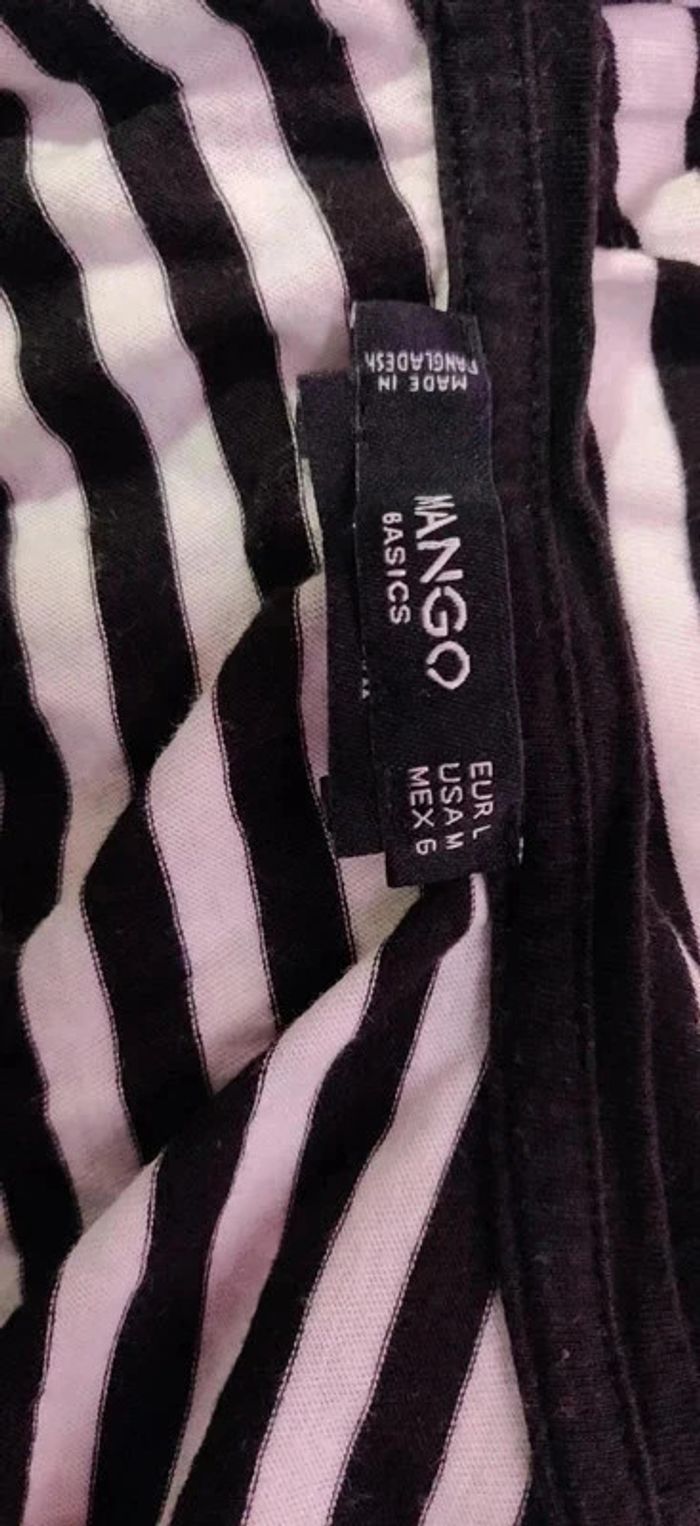 MANGO
BASICS
EUR L
USA M
MEX 6
MADE IN
BANGLADESH